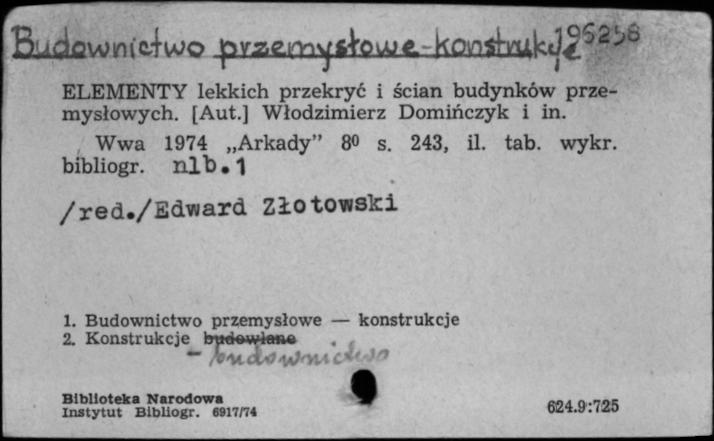 196258
Budownictwo przemysłowe - konstrukcje
ELEMENTY lekkich przekryć i ścian budynków prze-
mysłowych. [Aut.] Włodzimierz Domińczyk i in.
Wwa 1974 „Arkady” 8⁰ s. 243, il. tab. wykr.
bibliogr. nlb.1
/red./Edward Złotowski
1. Budownictwo przemysłowe — konstrukcje
2. Konstrukcje budowlane
- budownictwo
Biblioteka Narodowa
Instytut Bibliogr. 6917/74
624.9:725